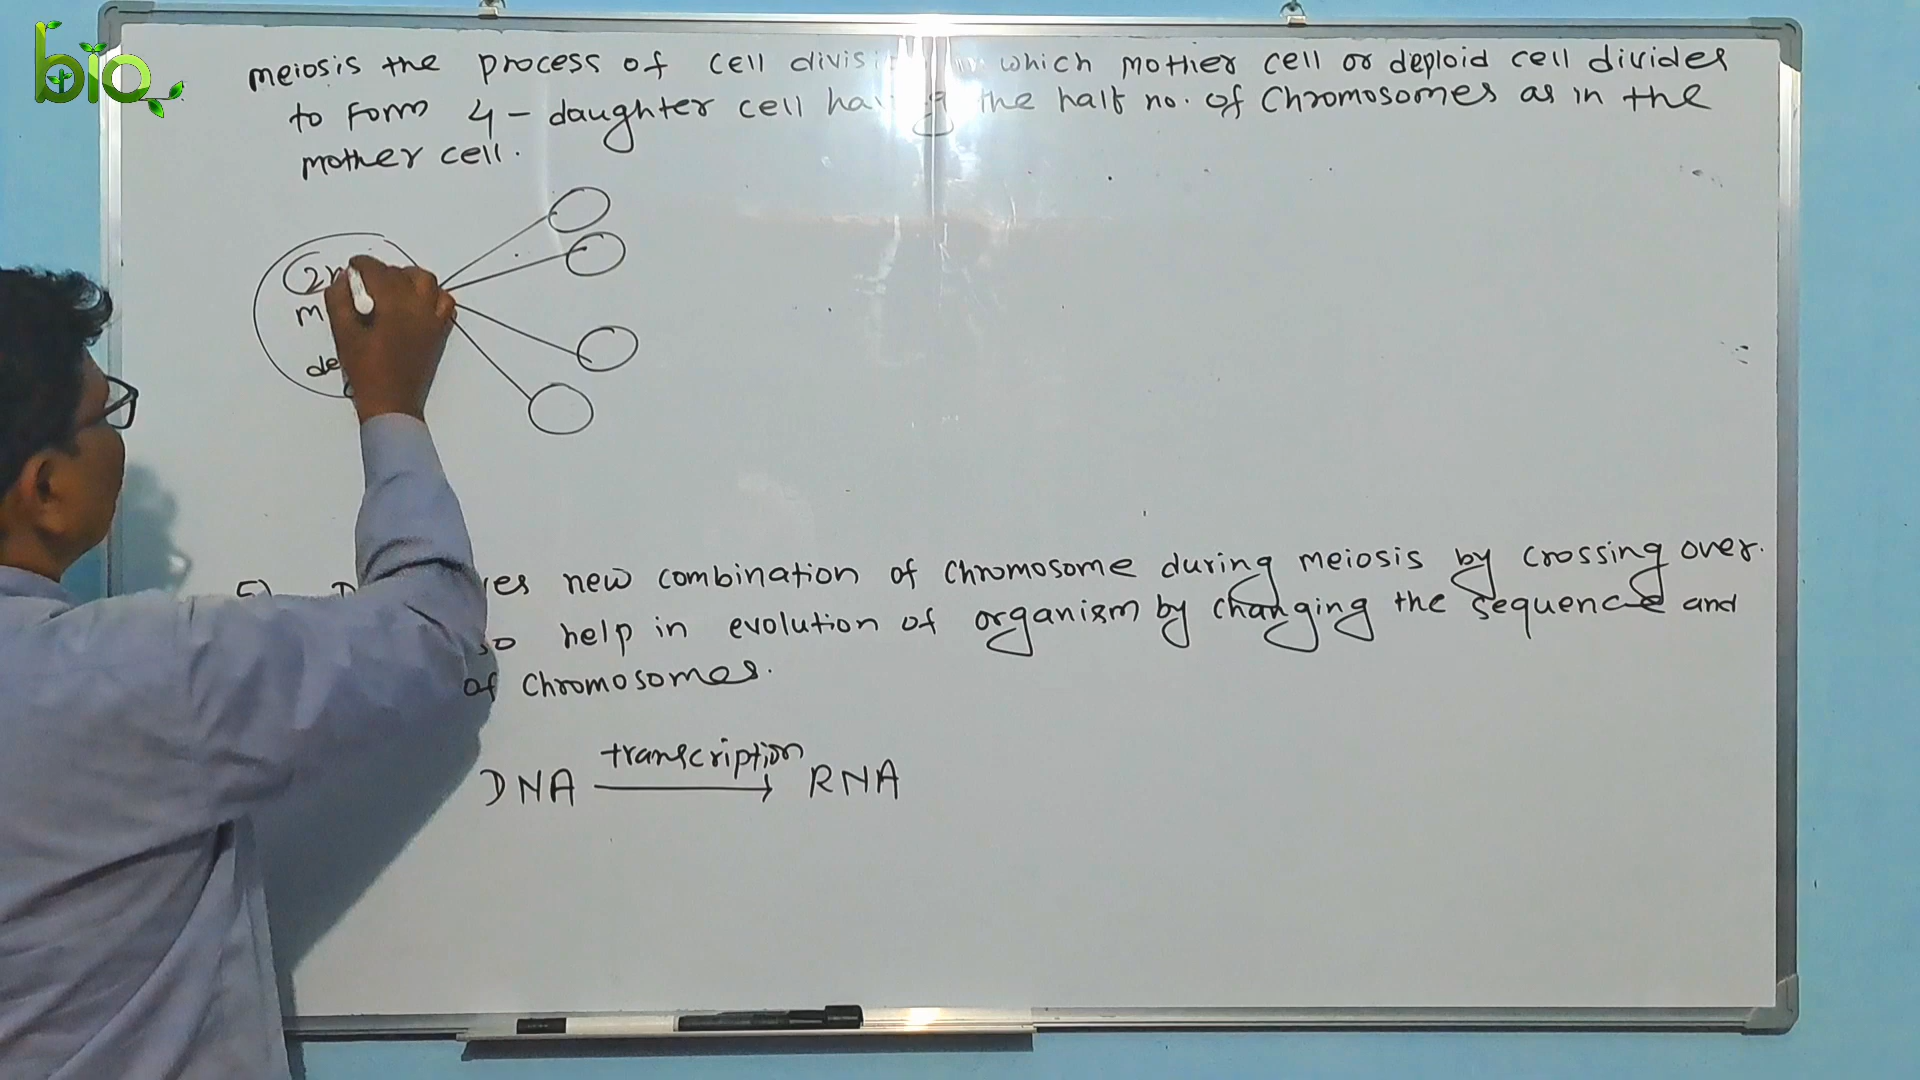 bio
meiosis the process of cell division in which mother cell or deploid cell divides
to form 4 - daughter cell having the half no. of chromosomes as in the
mother cell.
2n
5) new combination of chromosome during meiosis by crossing over.
help in evolution of organism by changing the sequence and
of chromosomes.
transcription
DNA → RNA